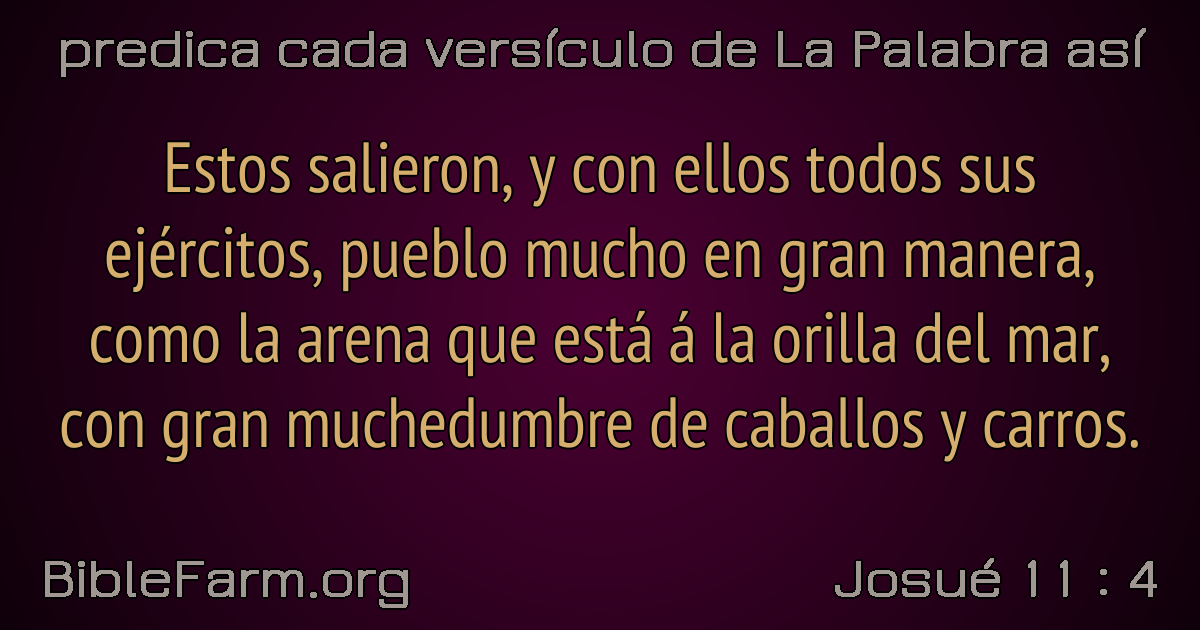 predica cada versículo de La Palabra así
Estos salieron, y con ellos todos sus
ejércitos, pueblo mucho en gran manera,
como la arena que está á la orilla del mar,
con gran muchedumbre de caballos y carros.
BibleFarm.org
Josué 11 : 4